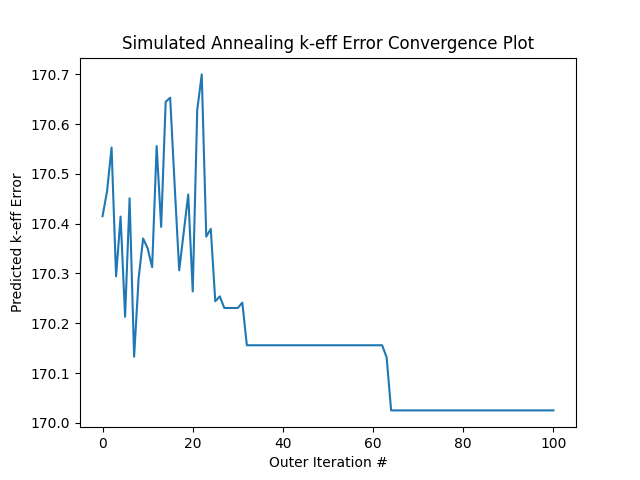 Simulated Annealing k-eff Error Convergence Plot
170.7
170.6
170.5
170.4
170.3
170.2
170.1
170.0
Predicted k-eff Error
0 20 40 60 80 100
Outer Iteration #